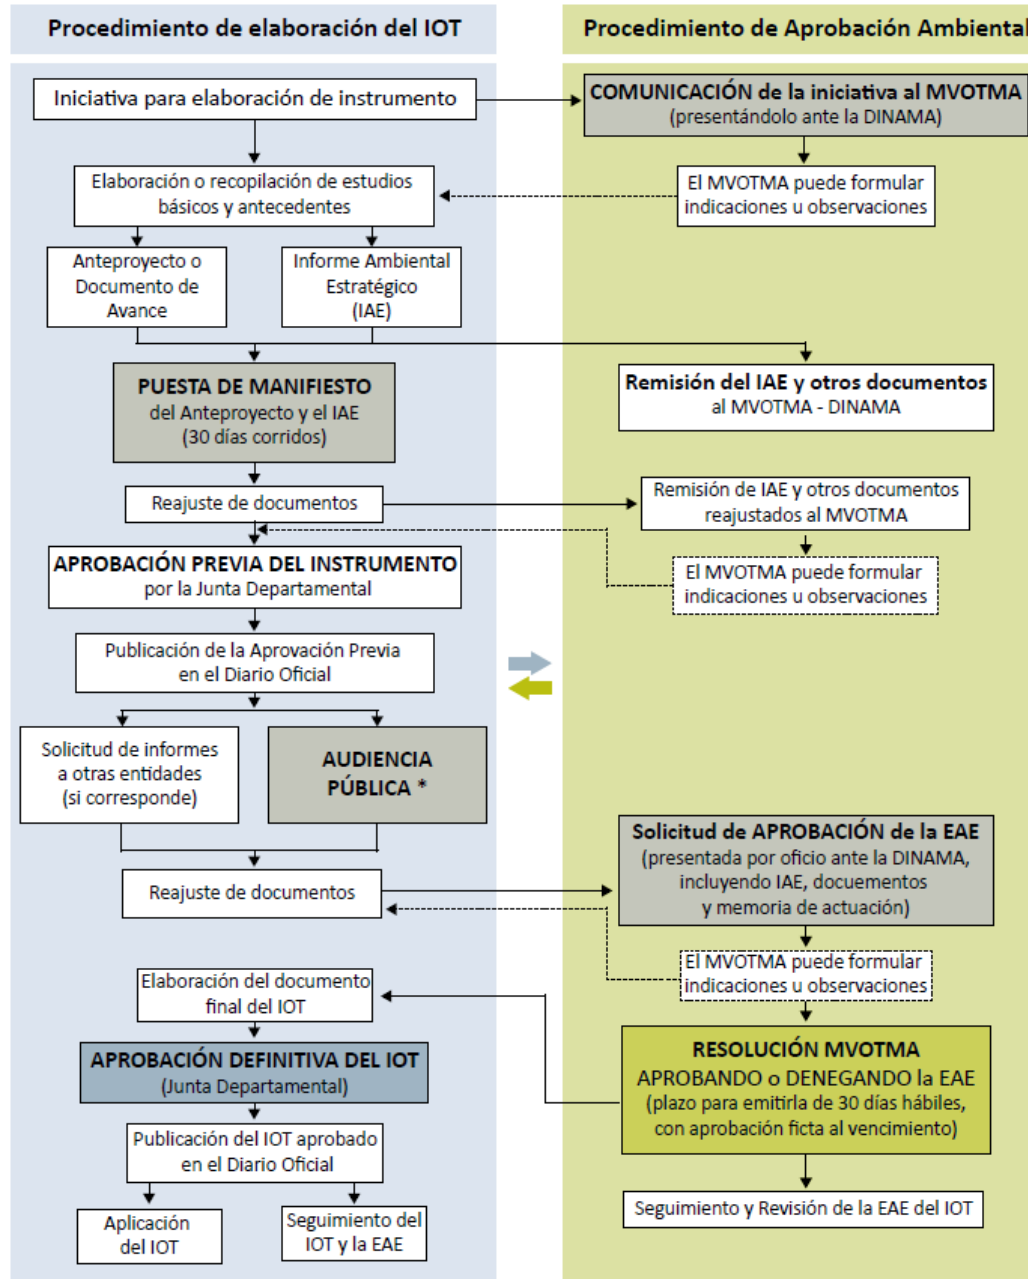 Procedimiento de elaboración del IOT
Procedimiento de Aprobación Ambiental
Iniciativa para elaboración de instrumento
COMUNICACIÓN de la iniciativa al MVOTMA
(presentándolo ante la DINAMA)
Elaboración o recopilación de estudios
básicos y antecedentes
El MVOTMA puede formular
indicaciones u observaciones
Anteproyecto o
Documento de
Avance
Informe Ambiental
Estratégico
(IAE)
PUESTA DE MANIFIESTO
del Anteproyecto y el IAE
(30 días corridos)
Remisión del IAE y otros documentos
al MVOTMA - DINAMA
Reajuste de documentos
Remisión de IAE y otros documentos
reajustados al MVOTMA
APROBACIÓN PREVIA DEL INSTRUMENTO
por la Junta Departamental
El MVOTMA puede formular
indicaciones u observaciones
Publicación de la Aprovación Previa
en el Diario Oficial
Solicitud de informes
a otras entidades
(si corresponde)
AUDIENCIA
PÚBLICA *
Solicitud de APROBACIÓN de la EAE
(presentada por oficio ante la DINAMA,
incluyendo IAE, docuementos
y memoria de actuación)
Reajuste de documentos
El MVOTMA puede formular
indicaciones u observaciones
Elaboración del documento
final del IOT
RESOLUCIÓN MVOTMA
APROBANDO o DENEGANDO la EAE
(plazo para emitirla de 30 días hábiles,
con aprobación ficta al vencimiento)
APROBACIÓN DEFINITIVA DEL IOT
(Junta Departamental)
Publicación del IOT aprobado
en el Diario Oficial
Seguimiento y Revisión de la EAE del IOT
Aplicación
del IOT
Seguimiento del
IOT y la EAE